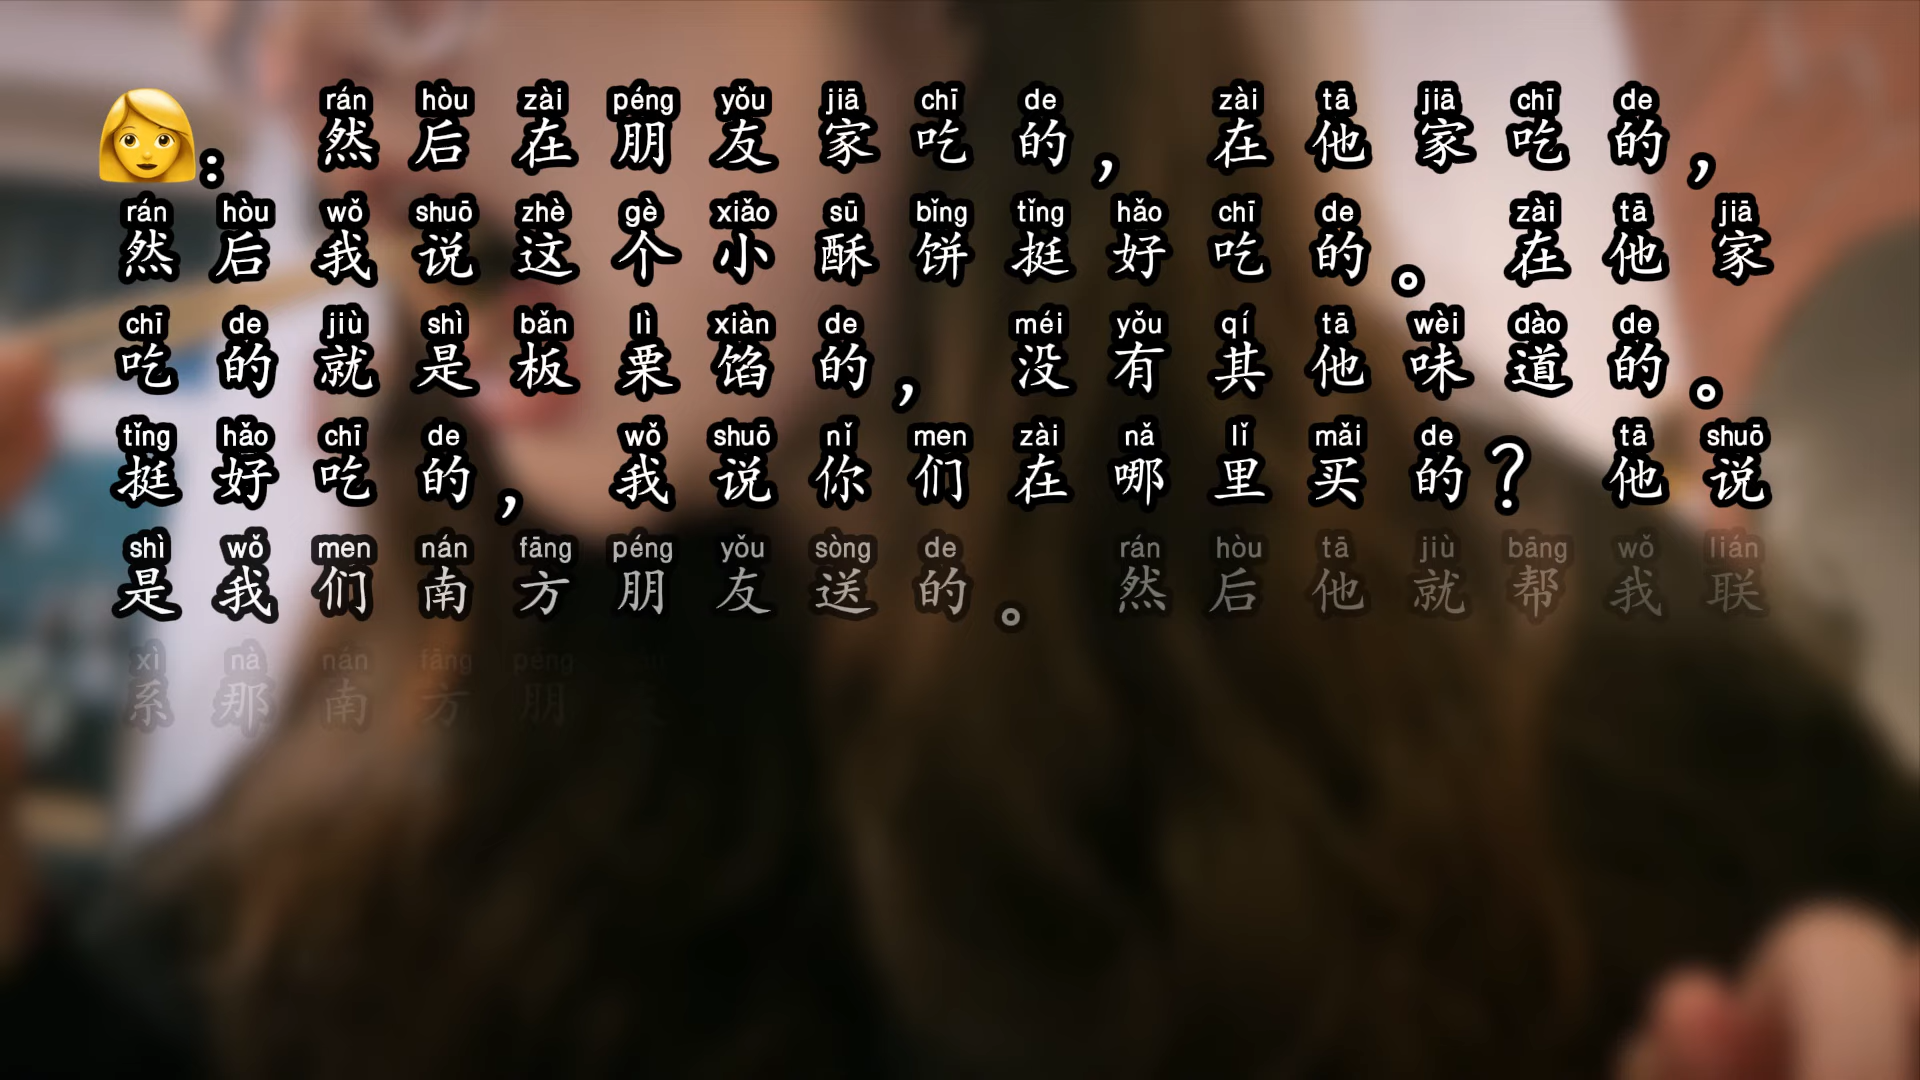 👩: rán hòu zài péng yǒu jiā chī de zài tā jiā chī de
然后在朋友家吃的，在他家吃的，
rán hòu wǒ shuō zhè gè xiǎo sū bǐng tǐng hǎo chī de zài tā jiā
然后我说这个小酥饼挺好吃的。在他家
chī de jiù shì bǎn lì xiàn de méi yǒu qí tā wèi dào de
吃的就是板栗馅的，没有其他味道的。
tǐng hǎo chī de wǒ shuō nǐ men zài nǎ lǐ mǎi de tā shuō
挺好吃的，我说你们在哪里买的？他说
shì wǒ men nán fāng péng yǒu sòng de rán hòu tā jiù bāng wǒ lián
是我们南方朋友送的。然后他就帮我联
xì nà nán fāng péng
系那南方朋